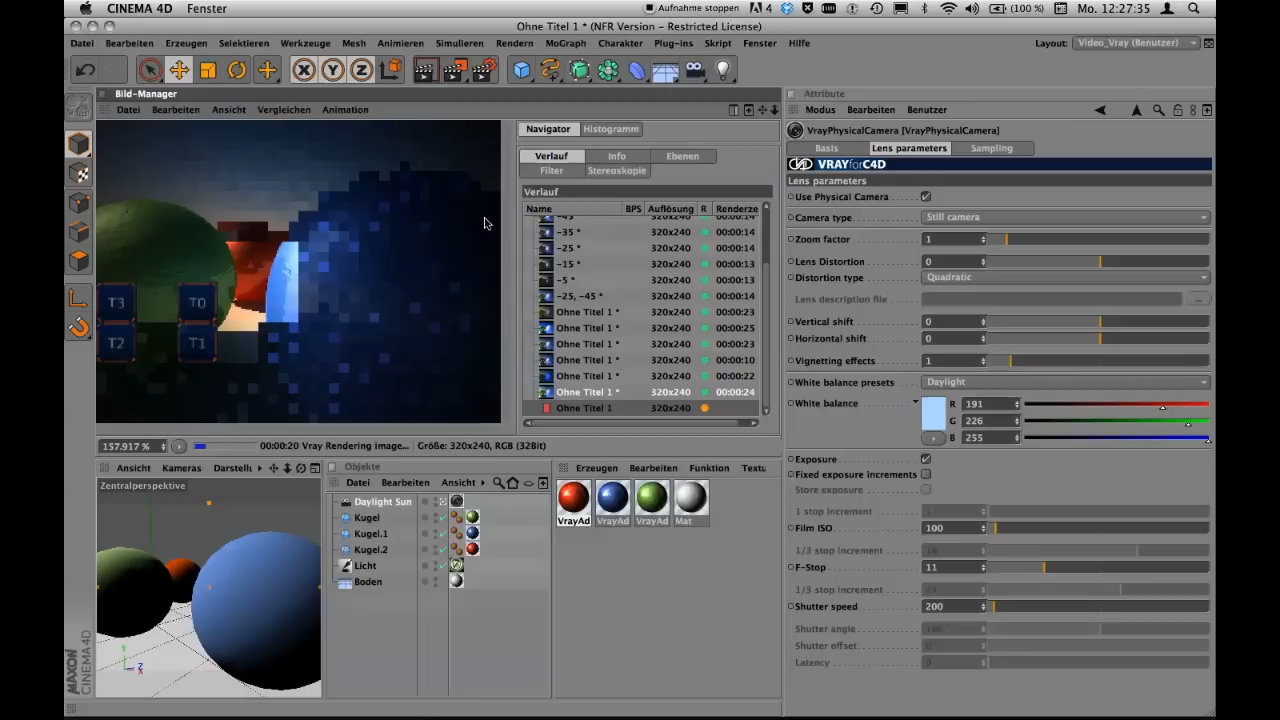 CINEMA 4D Fenster Aufnahme stoppen 4 (100 %) Mo. 12:27:35
Ohne Titel 1 * (NFR Version - Restricted License)
Datei Bearbeiten Erzeugen Selektieren Werkzeuge Mesh Animieren Simulieren Rendern MoGraph Charakter Plug-ins Skript Fenster Hilfe Layout: Video_Vray (Benutzer)
X Y Z
Bild-Manager
Datei Bearbeiten Ansicht Vergleichen Animation
Navigator Histogramm
Verlauf Info Ebenen
Filter Stereoskopie
Verlauf
Name BPS Auflösung R Renderze
-45 320x240 00:00:14
-35 * 320x240 00:00:14
-25 * 320x240 00:00:14
-15 * 320x240 00:00:13
-5 * 320x240 00:00:13
-25, -45 * 320x240 00:00:14
Ohne Titel 1 * 320x240 00:00:23
Ohne Titel 1 * 320x240 00:00:25
Ohne Titel 1 * 320x240 00:00:23
Ohne Titel 1 * 320x240 00:00:10
Ohne Titel 1 * 320x240 00:00:22
Ohne Titel 1 * 320x240 00:00:24
Ohne Titel 1 320x240
T3 T0
T2 T1
157.917 % 00:00:20 Vray Rendering image... Größe: 320x240, RGB (32Bit)
Ansicht Kameras Darstell
Zentralperspektive
Y
Z
X
Objekte
Datei Bearbeiten Ansicht
Daylight Sun
Kugel
Kugel.1
Kugel.2
Licht
Boden
Erzeugen Bearbeiten Funktion Textu
VrayAd VrayAd VrayAd Mat
MAXON
CINEMA 4D
Attribute
Modus Bearbeiten Benutzer
VrayPhysicalCamera [VrayPhysicalCamera]
Basis Lens parameters Sampling
VRAYforC4D
Lens parameters
Use Physical Camera
Camera type Still camera
Zoom factor 1
Lens Distortion 0
Distortion type Quadratic
Lens description file ...
Vertical shift 0
Horizontal shift 0
Vignetting effects 1
White balance presets Daylight
White balance R 191
G 226
B 255
Exposure
Fixed exposure increments
Store exposure
1 stop Increment
Film ISO 100
1/3 stop increment
F-Stop 11
1/3 stop increment
Shutter speed 200
Shutter angle
Shutter offset
Latency